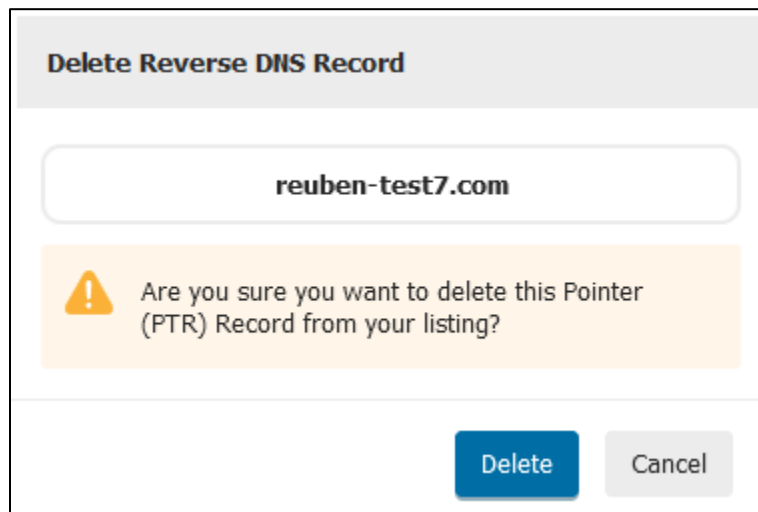 Delete Reverse DNS Record
reuben-test7.com
Are you sure you want to delete this Pointer
(PTR) Record from your listing?
Delete
Cancel